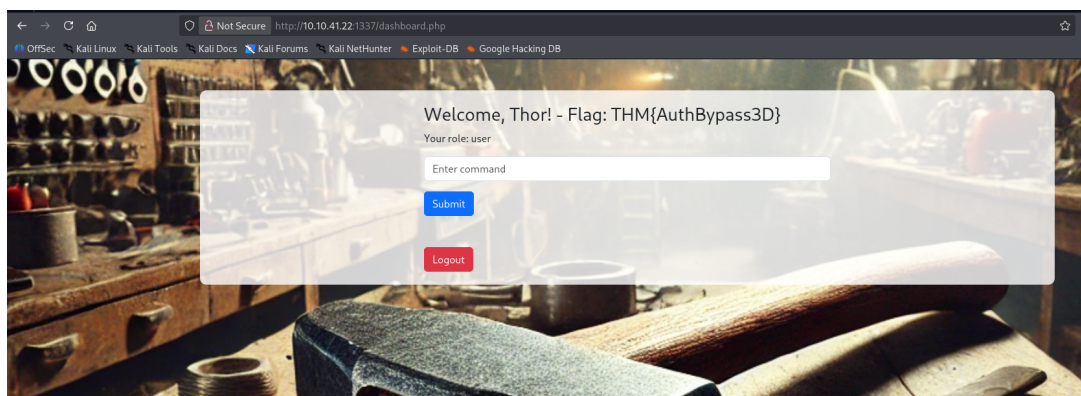 Not Secure http://10.10.41.22:1337/dashboard.php
OffSec Kali Linux Kali Tools Kali Docs Kali Forums Kali NetHunter Exploit-DB Google Hacking DB
Welcome, Thor! - Flag: THM{AuthBypass3D}
Your role: user
Enter command
Submit
Logout